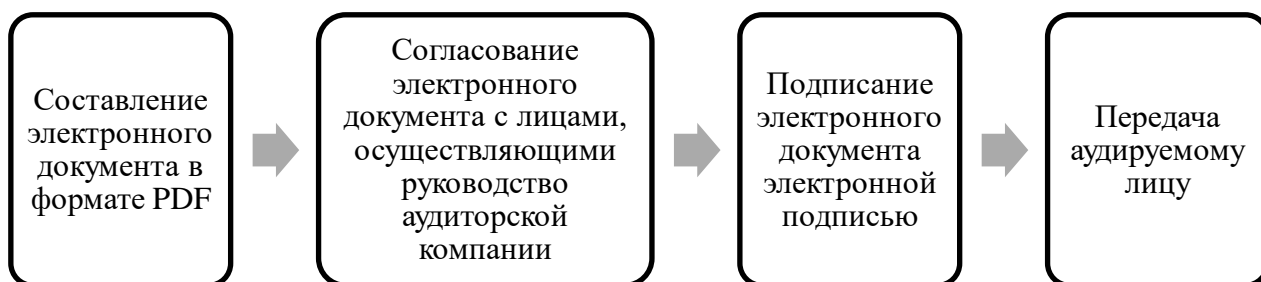 Составление
электронного
документа в
формате PDF
Согласование
электронного
документа с лицами,
осуществляющими
руководство
аудиторской
компании
Подписание
электронного
документа
электронной
подписью
Передача
аудируемому
лицу